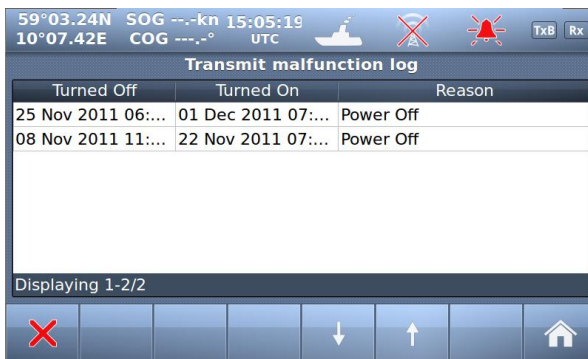 59°03.24N SOG --.-kn 15:05:19
10°07.42E COG ---.-° UTC
TxB Rx
Transmit malfunction log
Turned Off Turned On Reason
25 Nov 2011 06:... 01 Dec 2011 07:... Power Off
08 Nov 2011 11:... 22 Nov 2011 07:... Power Off
Displaying 1-2/2